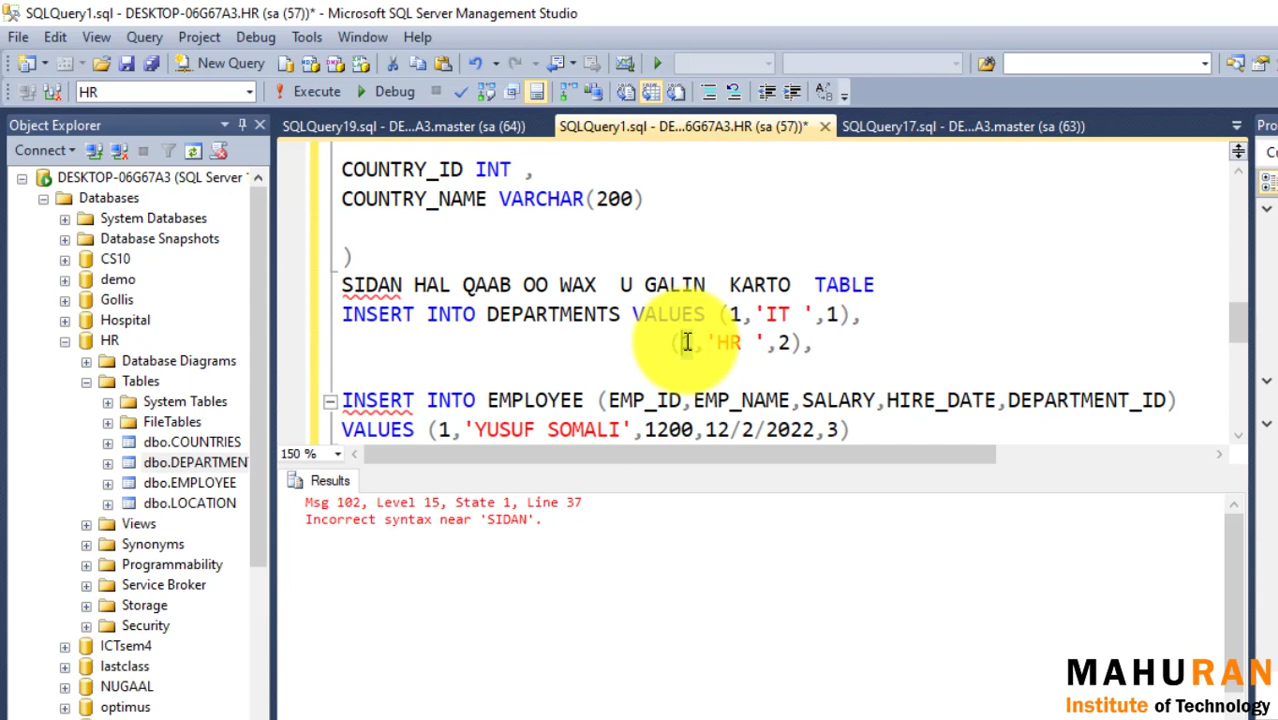 SQLQuery1.sql - DESKTOP-06G67A3.HR (sa (57))* - Microsoft SQL Server Management Studio
File Edit View Query Project Debug Tools Window Help
New Query
HR Execute Debug
Object Explorer
SQLQuery19.sql - DE...A3.master (sa (64))
SQLQuery1.sql - DE...6G67A3.HR (sa (57))*
SQLQuery17.sql - DE...A3.master (sa (63))
Pro
Connect
DESKTOP-06G67A3 (SQL Server
Databases
System Databases
Database Snapshots
CS10
demo
Gollis
Hospital
HR
Database Diagrams
Tables
System Tables
FileTables
dbo.COUNTRIES
dbo.DEPARTMEN
dbo.EMPLOYEE
dbo.LOCATION
Views
Synonyms
Programmability
Service Broker
Storage
Security
ICTsem4
lastclass
NUGAAL
optimus
COUNTRY_ID INT ,
COUNTRY_NAME VARCHAR(200)
)
SIDAN HAL QAAB OO WAX U GALIN KARTO TABLE
INSERT INTO DEPARTMENTS VALUES (1,'IT ',1),
(1,'HR ',2),
INSERT INTO EMPLOYEE (EMP_ID,EMP_NAME,SALARY,HIRE_DATE,DEPARTMENT_ID)
VALUES (1,'YUSUF SOMALI',1200,12/2/2022,3)
150 %
Results
Msg 102, Level 15, State 1, Line 37
Incorrect syntax near 'SIDAN'.
MAHURAN
Institute of Technology